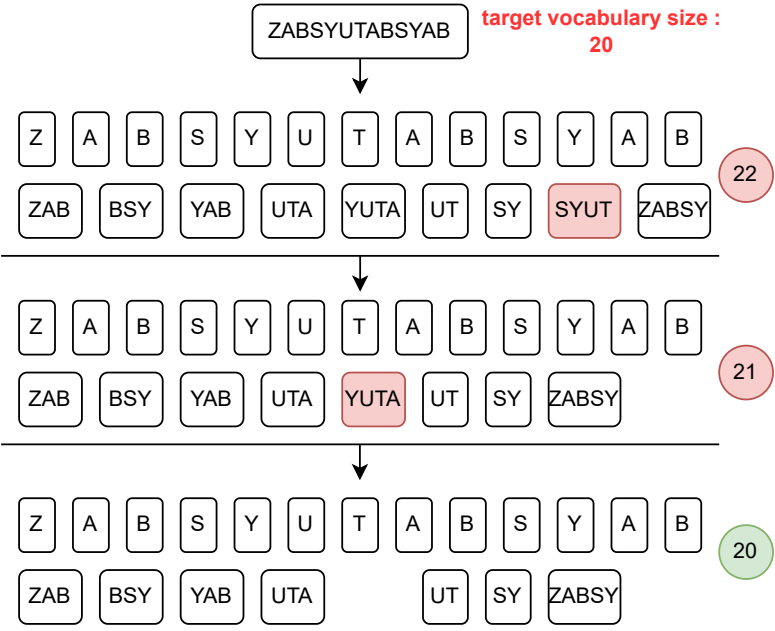 ZABSYUTABSYAB
target vocabulary size :
20
Z A B S Y U T A B S Y A B
22
ZAB BSY YAB UTA YUTA UT SY SYUT ZABSY
Z A B S Y U T A B S Y A B
21
ZAB BSY YAB UTA YUTA UT SY ZABSY
Z A B S Y U T A B S Y A B
20
ZAB BSY YAB UTA UT SY ZABSY